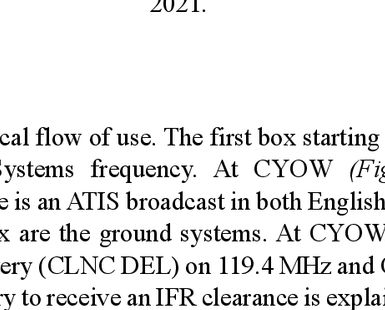 2021.
cal flow of use. The first box starting
Systems frequency. At CYOW (Fig
e is an ATIS broadcast in both English
x are the ground systems. At CYOW
ery (CLNC DEL) on 119.4 MHz and
ry to receive an IFR clearance is explai